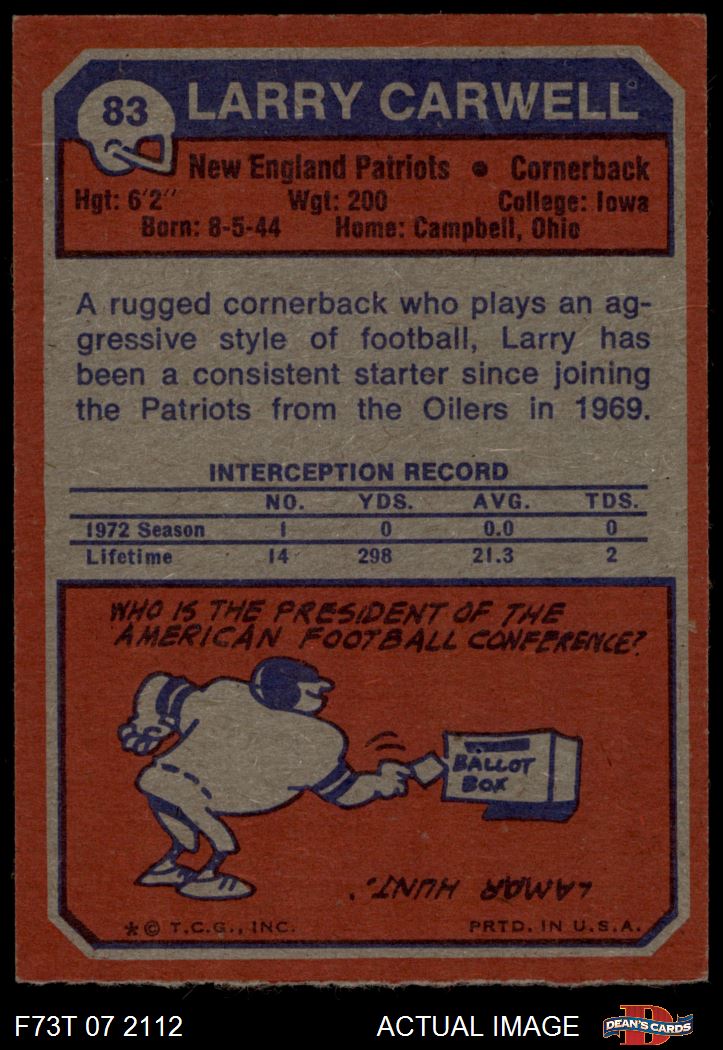 83
LARRY CARWELL
New England Patriots ● Cornerback
Hgt: 6'2" Wgt: 200 College: Iowa
Born: 8-5-44 Home: Campbell, Ohio
A rugged cornerback who plays an ag-
gressive style of football, Larry has
been a consistent starter since joining
the Patriots from the Oilers in 1969.
INTERCEPTION RECORD
NO. YDS. AVG. TDS.
1972 Season 1 0 0.0 0
Lifetime 14 298 21.3 2
WHO IS THE PRESIDENT OF THE
AMERICAN FOOTBALL CONFERENCE?
BALLOT
BOX
LAMAR HUNT.
* © T.C.G., INC. PRTD. IN U.S.A.
F73T 07 2112 ACTUAL IMAGE DEAN'S CARDS